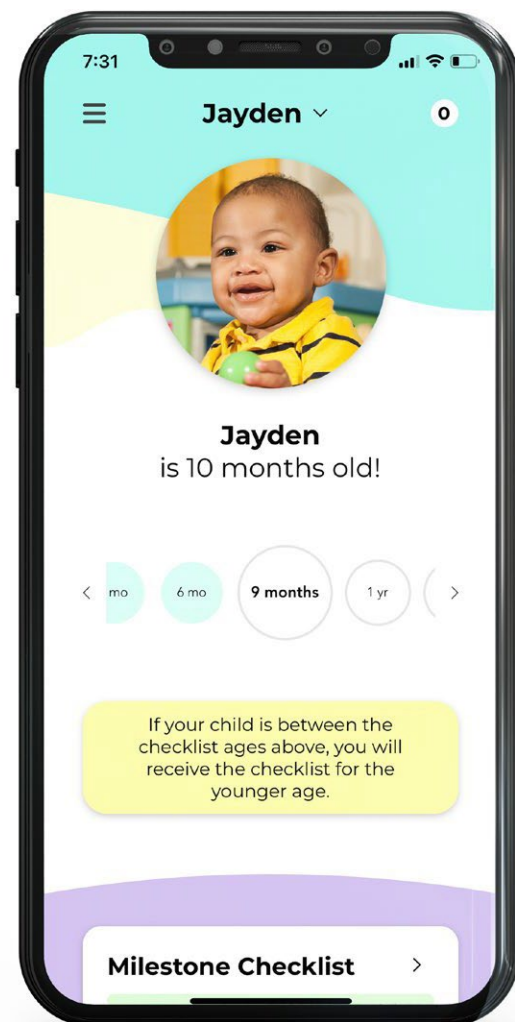 7:31
Jayden
0
Jayden
is 10 months old!
mo
6 mo
9 months
1 yr
If your child is between the
checklist ages above, you will
receive the checklist for the
younger age.
Milestone Checklist